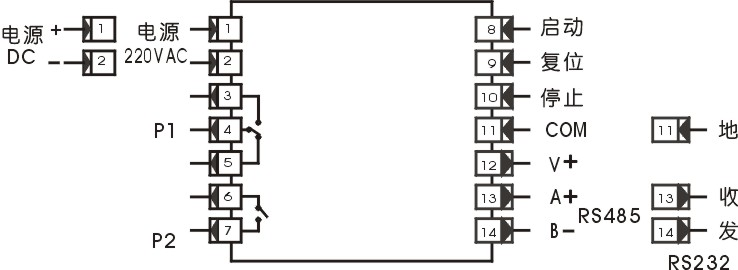 电源 + 1
DC − 2
电源 1
220VAC 2
3
P1 4
5
6
P2 7
8 启动
9 复位
10 停止
11 COM
12 V+
13 A+
14 B−
RS485
11 地
13 收
14 发
RS232